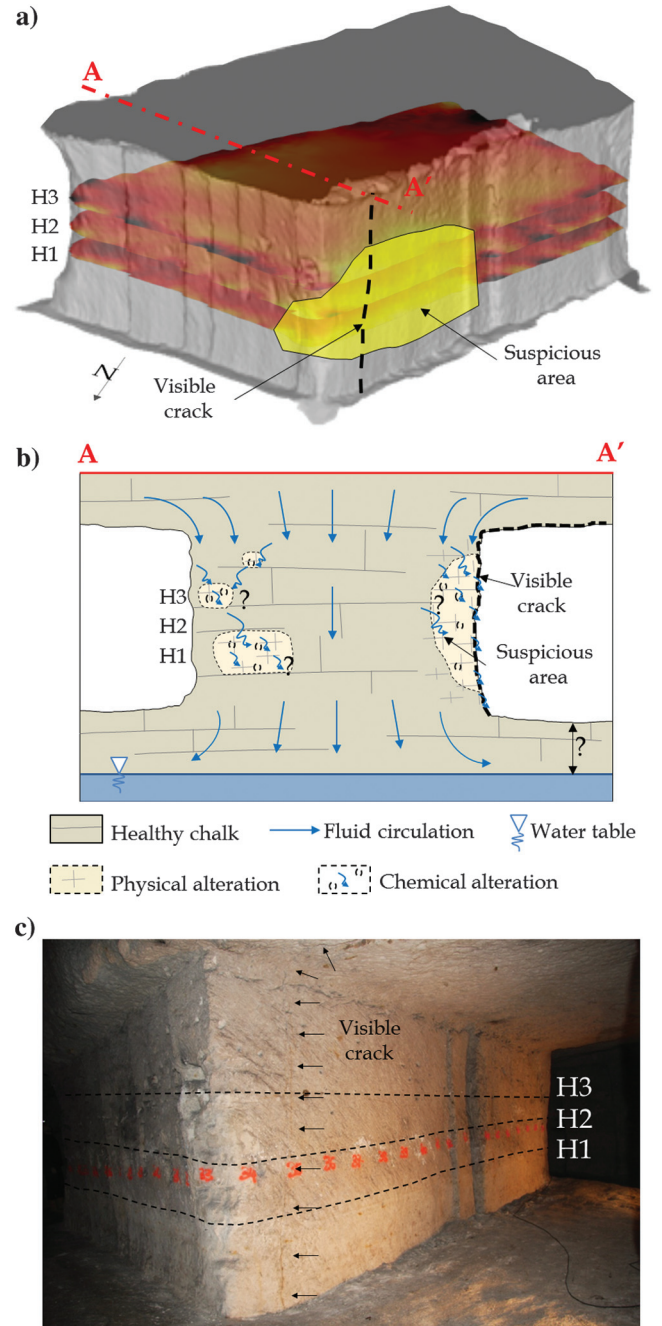 a)
A
A′
H3
H2
H1
N
Visible
crack
Suspicious
area
b)
A
A′
H3
H2
H1
?
?
?
?
Visible
crack
Suspicious
area
Healthy chalk
Fluid circulation
Water table
Physical alteration
Chemical alteration
c)
Visible
crack
H3
H2
H1